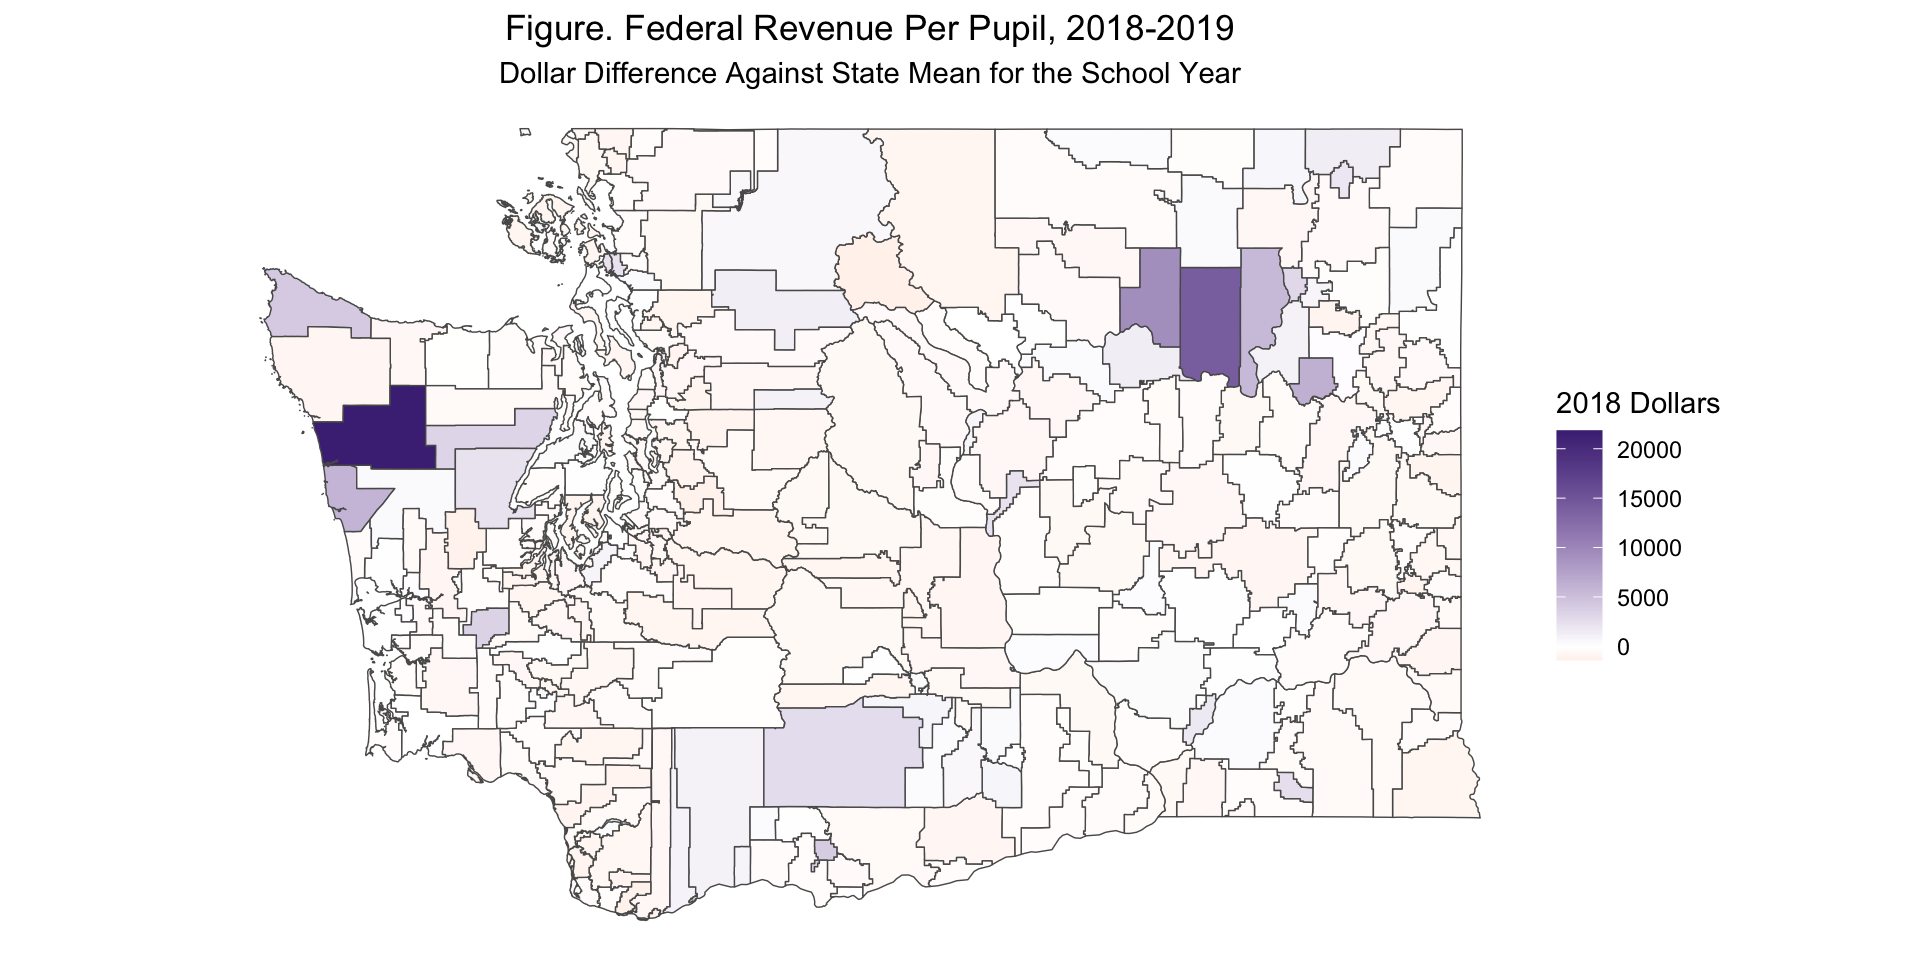 Figure. Federal Revenue Per Pupil, 2018-2019
Dollar Difference Against State Mean for the School Year
2018 Dollars
20000
15000
10000
5000
0